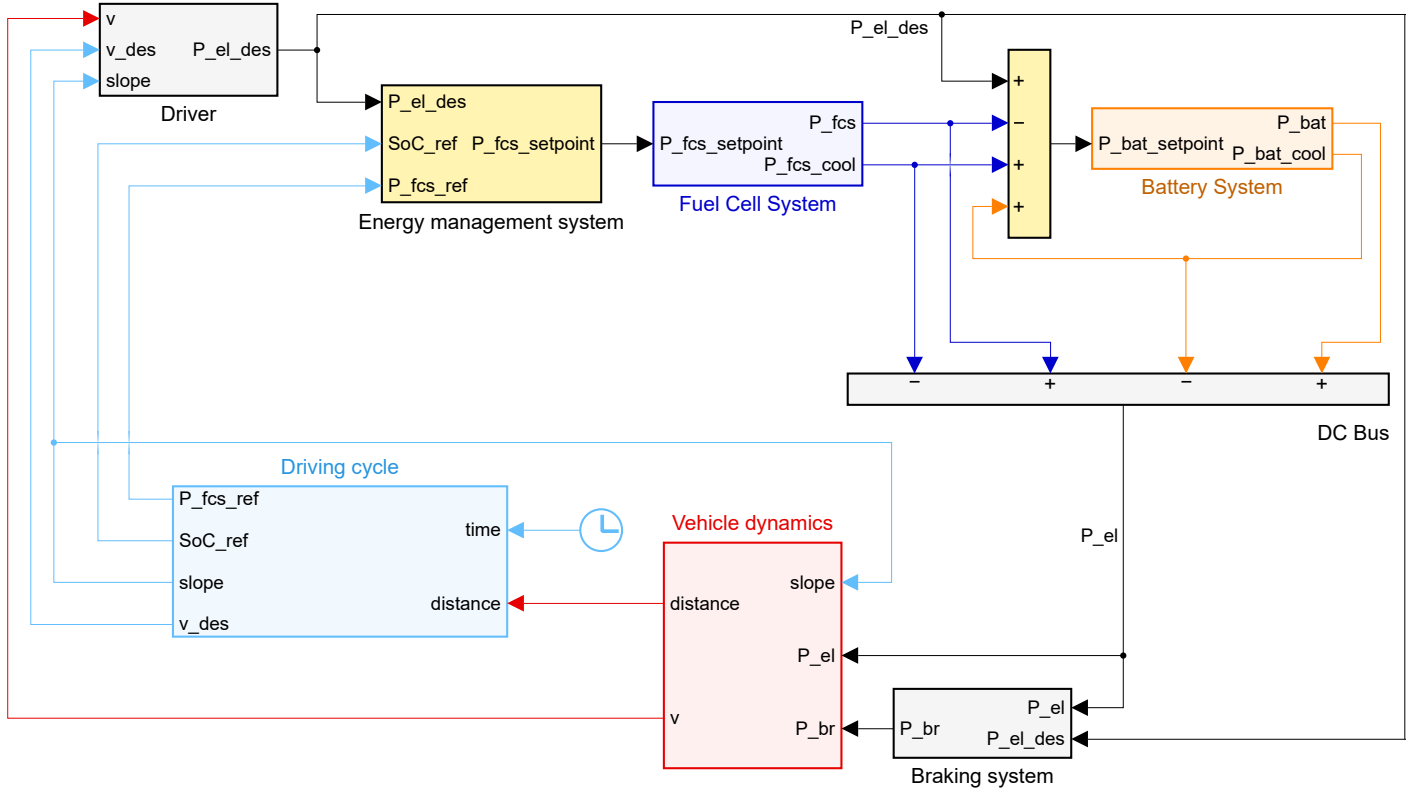 v
v_des
P_el_des
slope
Driver
P_el_des
P_el_des
SoC_ref
P_fcs_setpoint
P_fcs_ref
Energy management system
P_fcs
P_fcs_setpoint
P_fcs_cool
Fuel Cell System
+
−
+
+
P_bat
P_bat_setpoint
P_bat_cool
Battery System
−
+
−
+
DC Bus
Driving cycle
P_fcs_ref
time
SoC_ref
slope
distance
v_des
Vehicle dynamics
slope
distance
P_el
v
P_br
P_el
P_el
P_br
P_el_des
Braking system